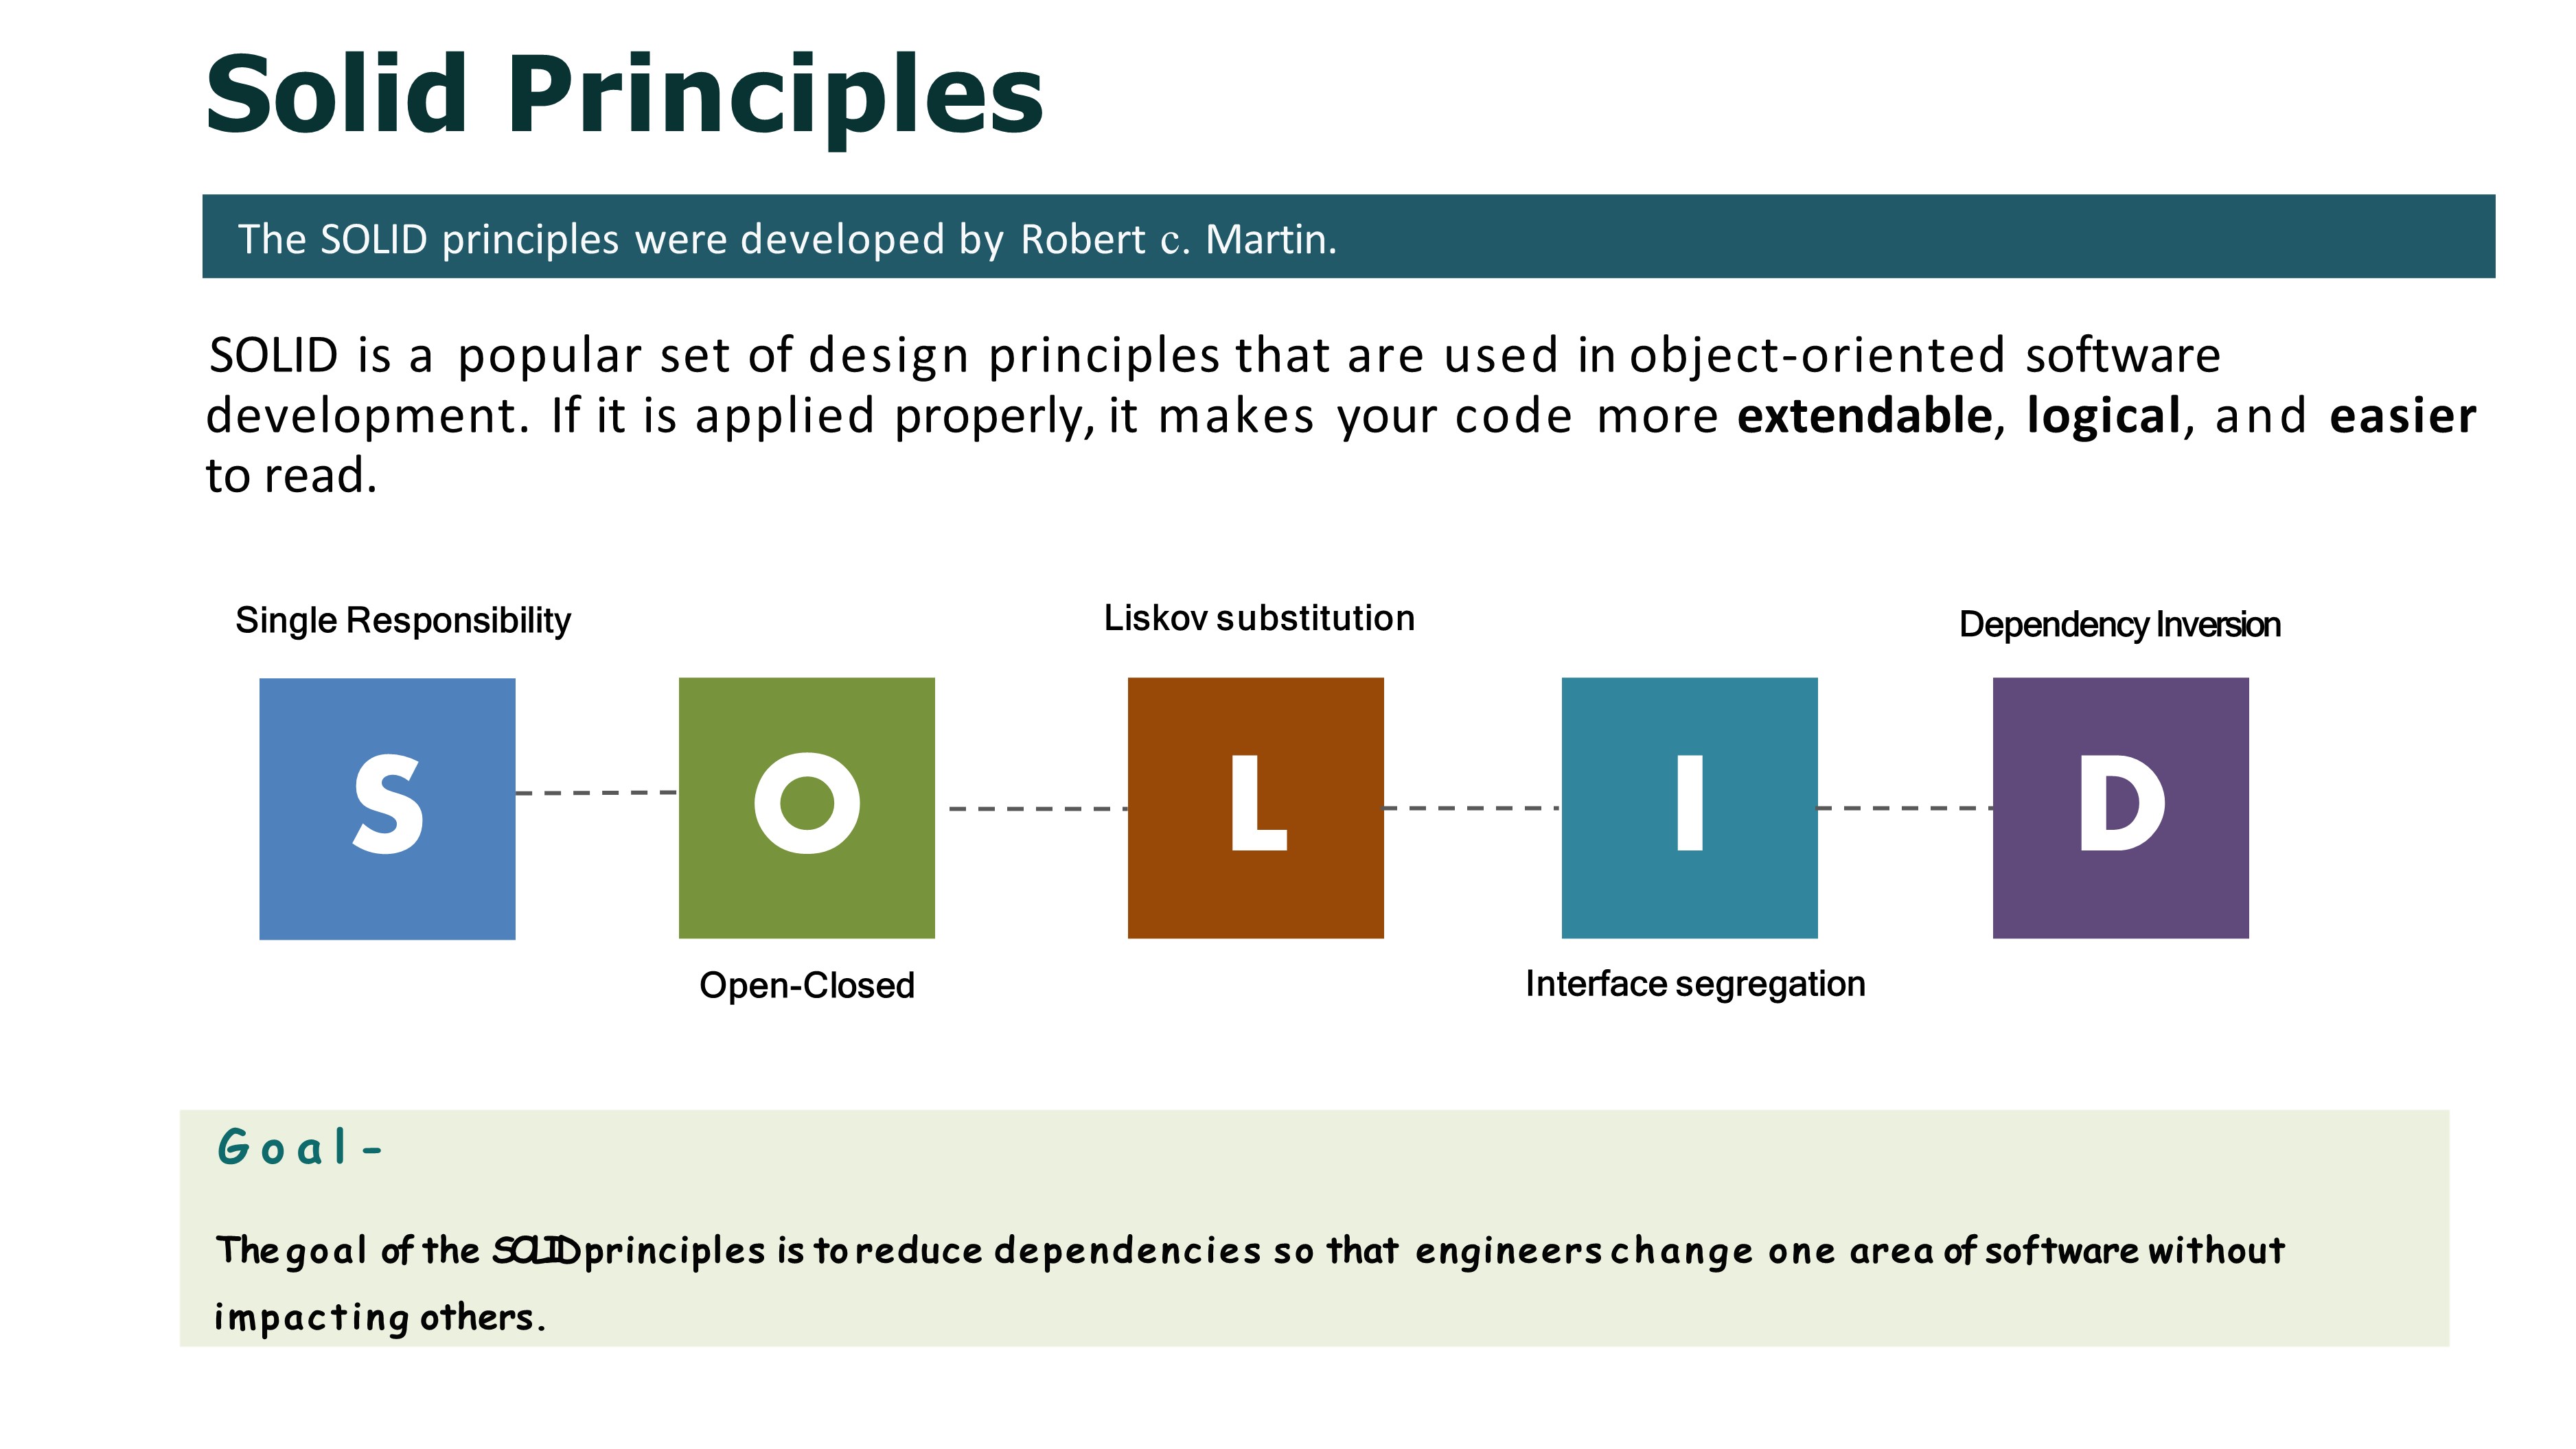 Solid Principles
The SOLID principles were developed by Robert c. Martin.
SOLID is a popular set of design principles that are used in object-oriented software
development. If it is applied properly, it makes your code more extendable, logical, and easier
to read.
Single Responsibility
Liskov substitution
Dependency Inversion
S
O
L
I
D
Open-Closed
Interface segregation
Goal-
The goal of the SOLID principles is to reduce dependencies so that engineers change one area of software without
impacting others.